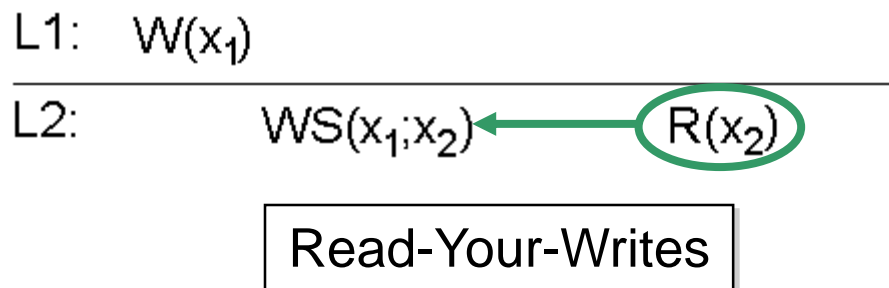 L1: W(x₁)
L2: WS(x₁;x₂) R(x₂)
Read-Your-Writes